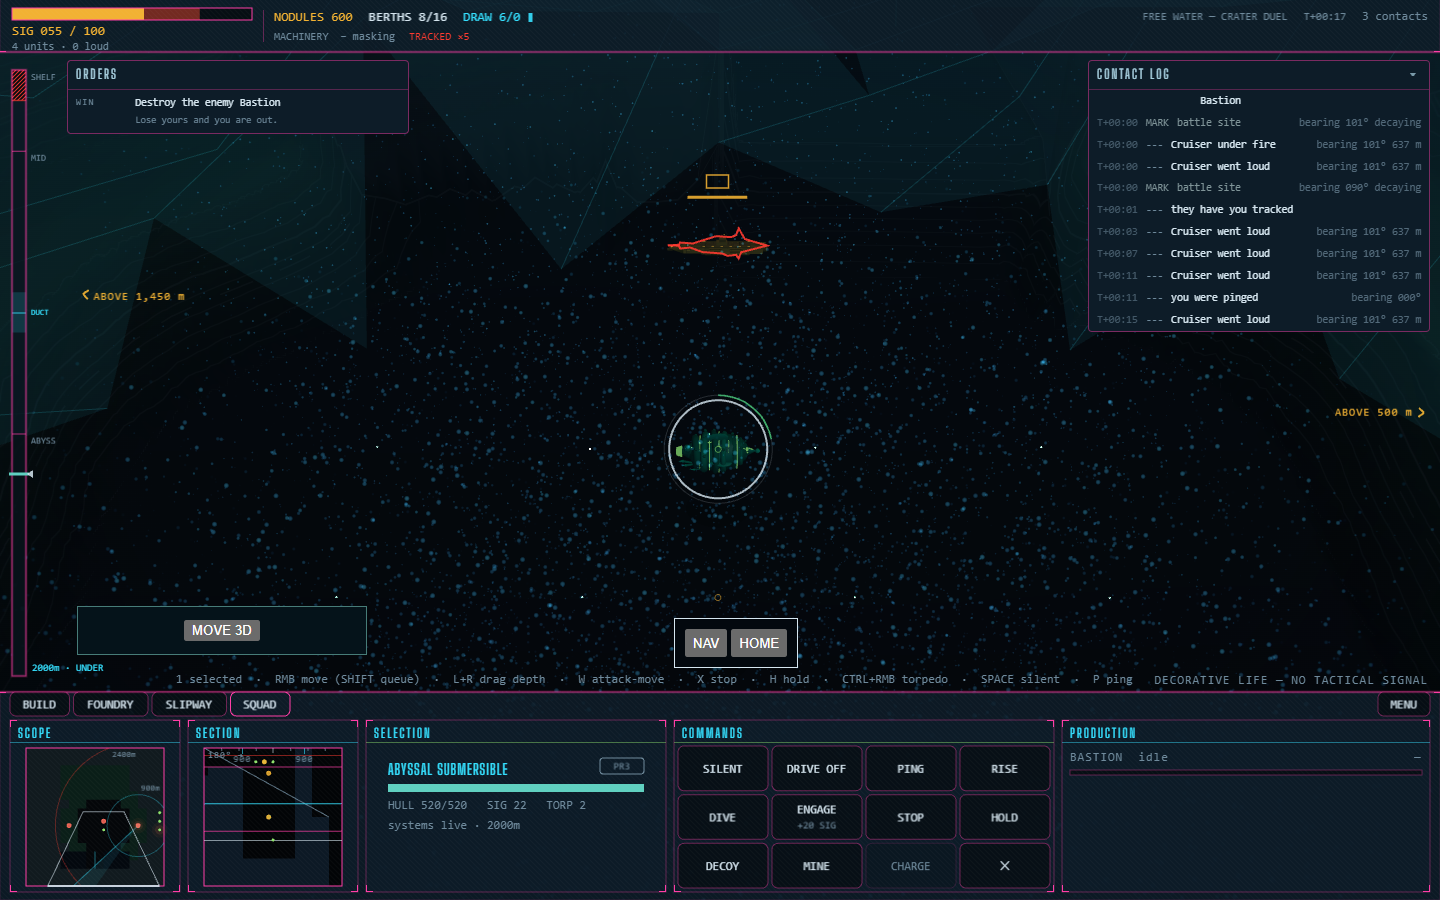 SIG 055 / 100
4 units · 0 loud
NODULES 600 BERTHS 8/16 DRAW 6/0
MACHINERY – masking TRACKED ×5
FREE WATER — CRATER DUEL T+00:17 3 contacts
SHELF
MID
DUCT
ABYSS
2000m · UNDER
ORDERS
WIN Destroy the enemy Bastion
Lose yours and you are out.
CONTACT LOG
Bastion
T+00:00 MARK battle site bearing 101° decaying
T+00:00 --- Cruiser under fire bearing 101° 637 m
T+00:00 --- Cruiser went loud bearing 101° 637 m
T+00:00 MARK battle site bearing 090° decaying
T+00:01 --- they have you tracked
T+00:03 --- Cruiser went loud bearing 101° 637 m
T+00:07 --- Cruiser went loud bearing 101° 637 m
T+00:11 --- Cruiser went loud bearing 101° 637 m
T+00:11 --- you were pinged bearing 000°
T+00:15 --- Cruiser went loud bearing 101° 637 m
ABOVE 1,450 m
ABOVE 500 m
MOVE 3D
NAV HOME
1 selected · RMB move (SHIFT queue) · L+R drag depth · W attack-move · X stop · H hold · CTRL+RMB torpedo · SPACE silent · P ping
DECORATIVE LIFE — NO TACTICAL SIGNAL
BUILD FOUNDRY SLIPWAY SQUAD MENU
SCOPE
2400m
900m
SECTION
180°
900 900
SELECTION
ABYSSAL SUBMERSIBLE PR3
HULL 520/520 SIG 22 TORP 2
systems live · 2000m
COMMANDS
SILENT DRIVE OFF PING RISE
DIVE ENGAGE STOP HOLD
+20 SIG
DECOY MINE CHARGE ×
PRODUCTION
BASTION idle —